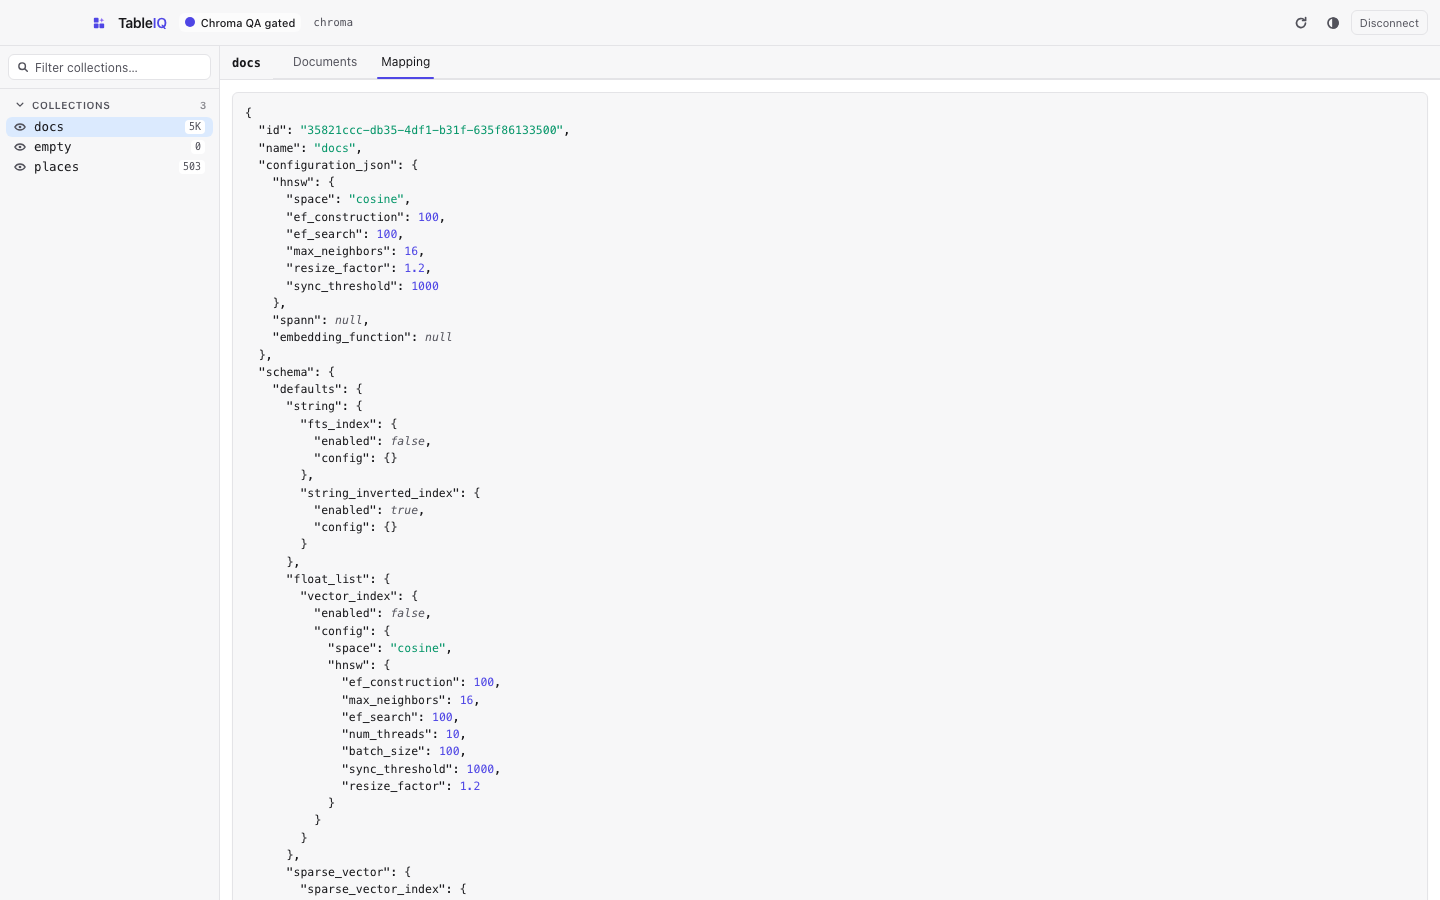 TableIQ
Chroma QA gated
chroma
Disconnect
Filter collections...
COLLECTIONS 3
docs 5K
empty 0
places 503
docs
Documents
Mapping
{
  "id": "35821ccc-db35-4df1-b31f-635f86133500",
  "name": "docs",
  "configuration_json": {
    "hnsw": {
      "space": "cosine",
      "ef_construction": 100,
      "ef_search": 100,
      "max_neighbors": 16,
      "resize_factor": 1.2,
      "sync_threshold": 1000
    },
    "spann": null,
    "embedding_function": null
  },
  "schema": {
    "defaults": {
      "string": {
        "fts_index": {
          "enabled": false,
          "config": {}
        },
        "string_inverted_index": {
          "enabled": true,
          "config": {}
        }
      },
      "float_list": {
        "vector_index": {
          "enabled": false,
          "config": {
            "space": "cosine",
            "hnsw": {
              "ef_construction": 100,
              "max_neighbors": 16,
              "ef_search": 100,
              "num_threads": 10,
              "batch_size": 100,
              "sync_threshold": 1000,
              "resize_factor": 1.2
            }
          }
        }
      },
      "sparse_vector": {
        "sparse_vector_index": {